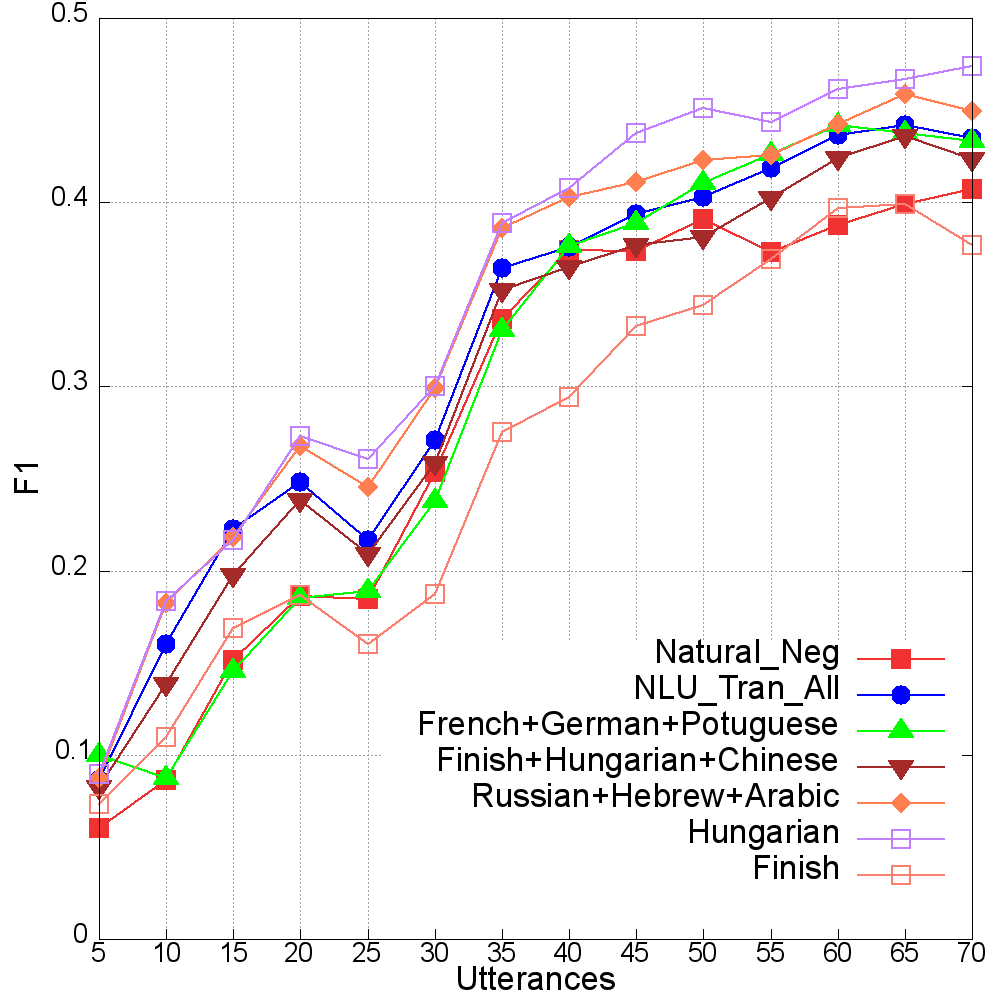 0.5
0.4
0.3
0.2
0.1
0
F1
Natural_Neg
NLU_Tran_All
French+German+Potuguese
Finish+Hungarian+Chinese
Russian+Hebrew+Arabic
Hungarian
Finish
5 10 15 20 25 30 35 40 45 50 55 60 65 70
Utterances